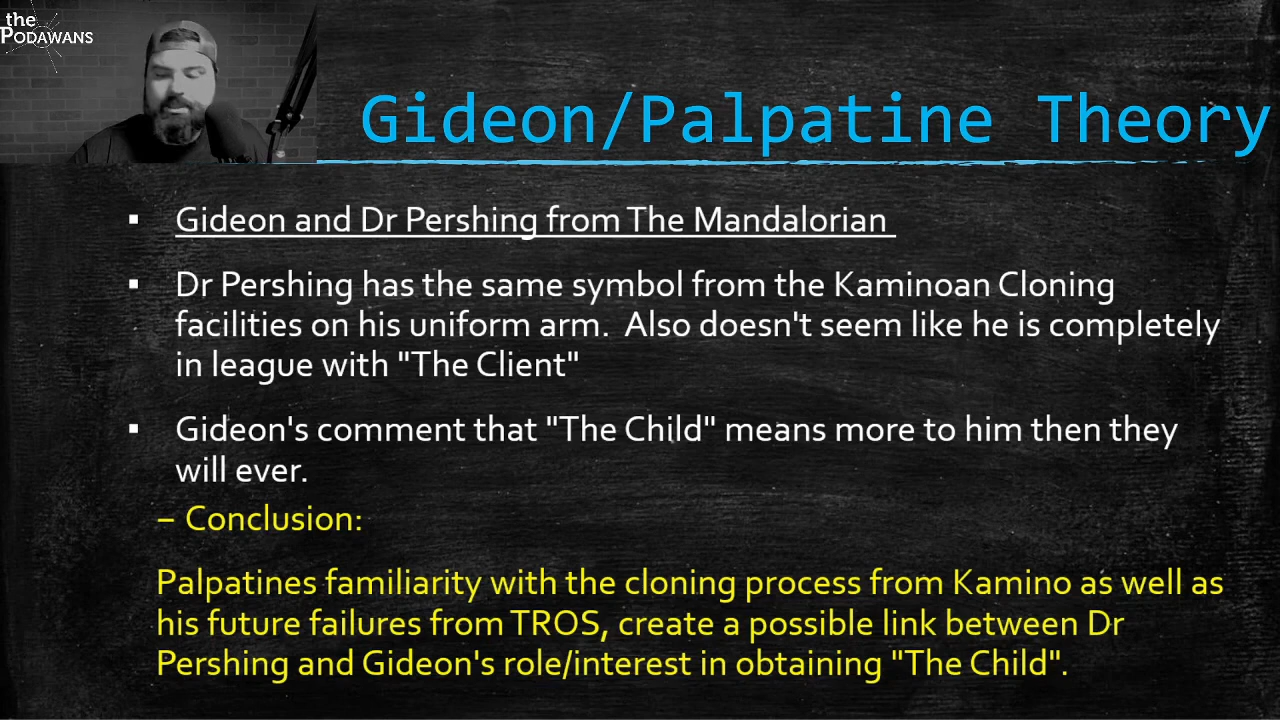 the
PODAWANS
Gideon/Palpatine Theory
▪ Gideon and Dr Pershing from The Mandalorian
▪ Dr Pershing has the same symbol from the Kaminoan Cloning
facilities on his uniform arm.  Also doesn't seem like he is completely
in league with "The Client"
▪ Gideon's comment that "The Child" means more to him then they
will ever.
– Conclusion:
Palpatines familiarity with the cloning process from Kamino as well as
his future failures from TROS, create a possible link between Dr
Pershing and Gideon's role/interest in obtaining "The Child".